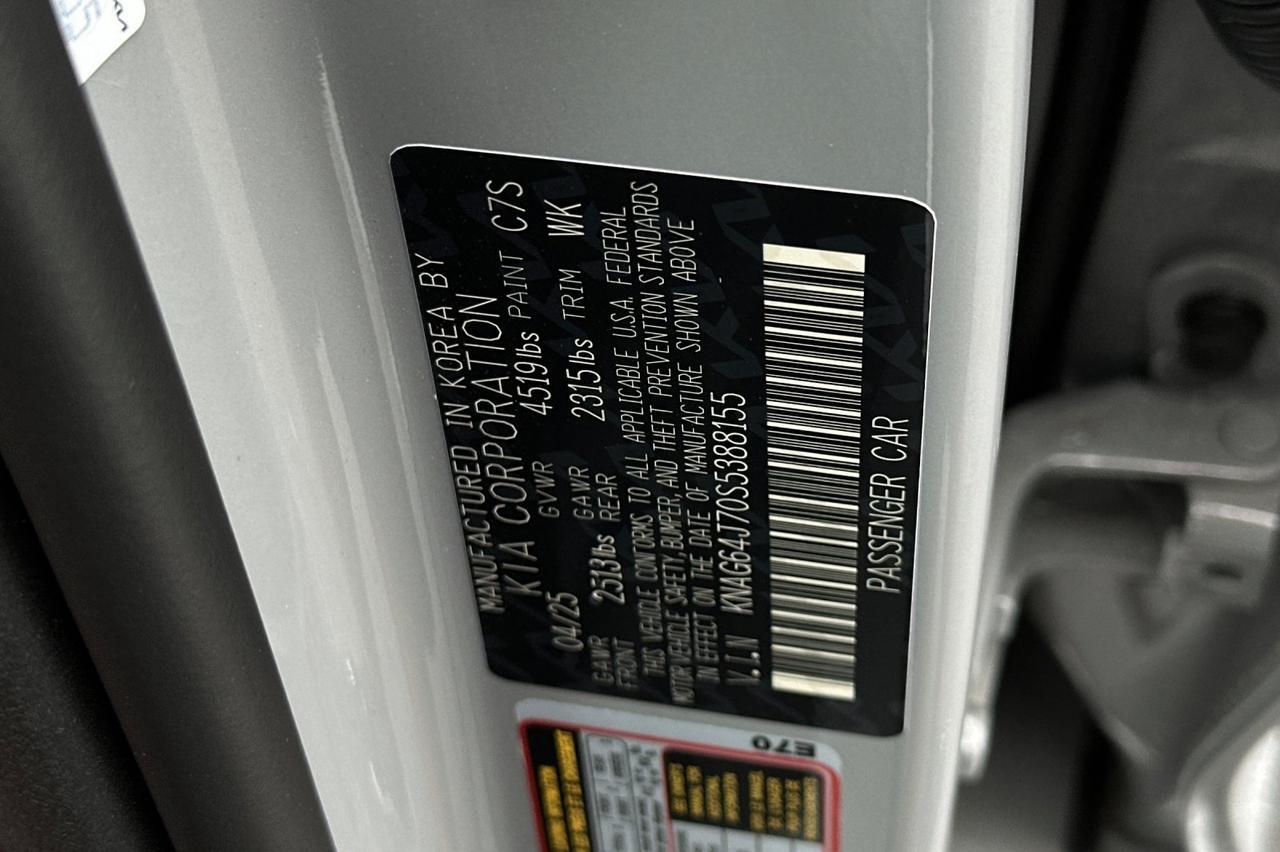 MANUFACTURED IN KOREA BY
KIA CORPORATION
04/25 GVWR 4519lbs PAINT C7S
GAWR FRONT 2513lbs GAWR REAR 2315lbs TRIM WK
THIS VEHICLE CONFORMS TO ALL APPLICABLE U.S.A. FEDERAL
MOTOR VEHICLE SAFETY, BUMPER, AND THEFT PREVENTION STANDARDS
IN EFFECT ON THE DATE OF MANUFACTURE SHOWN ABOVE
V.I.N KNAG64J70S5388155
PASSENGER CAR
E70